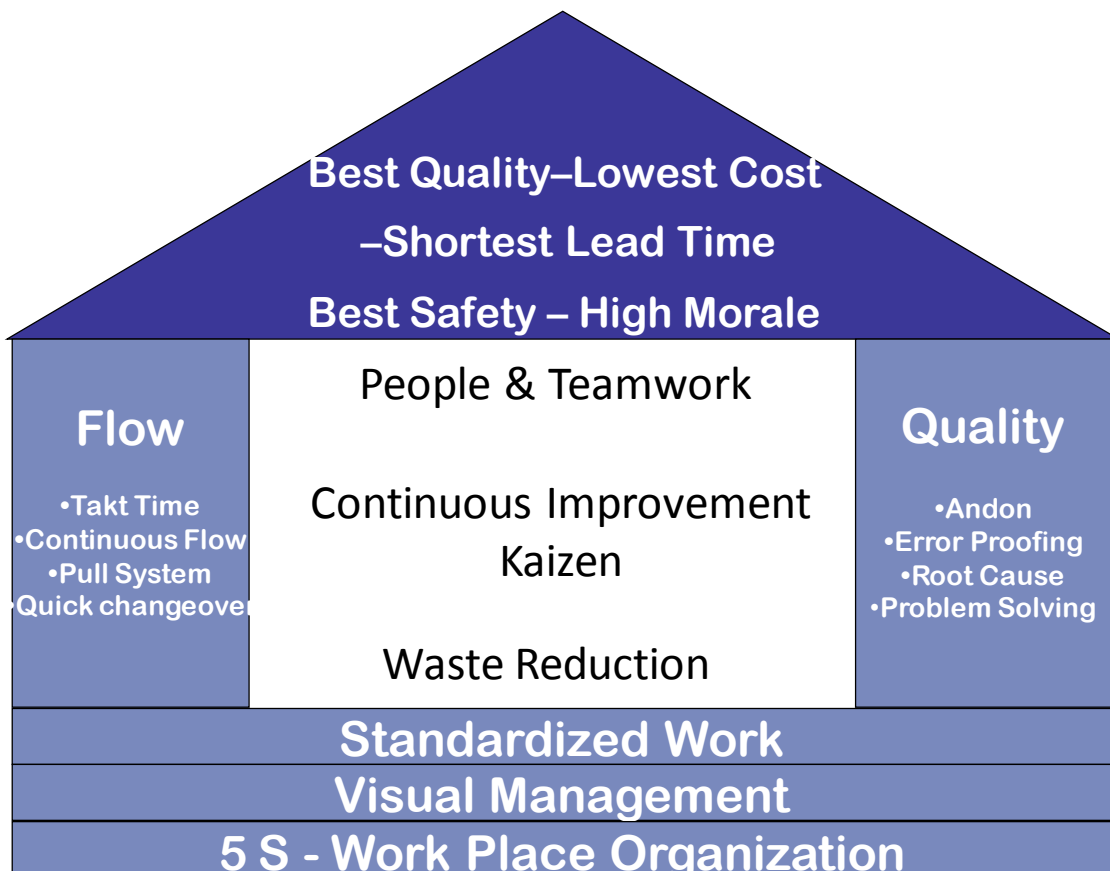 Best Quality–Lowest Cost
–Shortest Lead Time
Best Safety – High Morale
Flow
•Takt Time
•Continuous Flow
•Pull System
•Quick changeover
People & Teamwork
Continuous Improvement
Kaizen
Waste Reduction
Quality
•Andon
•Error Proofing
•Root Cause
•Problem Solving
Standardized Work
Visual Management
5 S - Work Place Organization